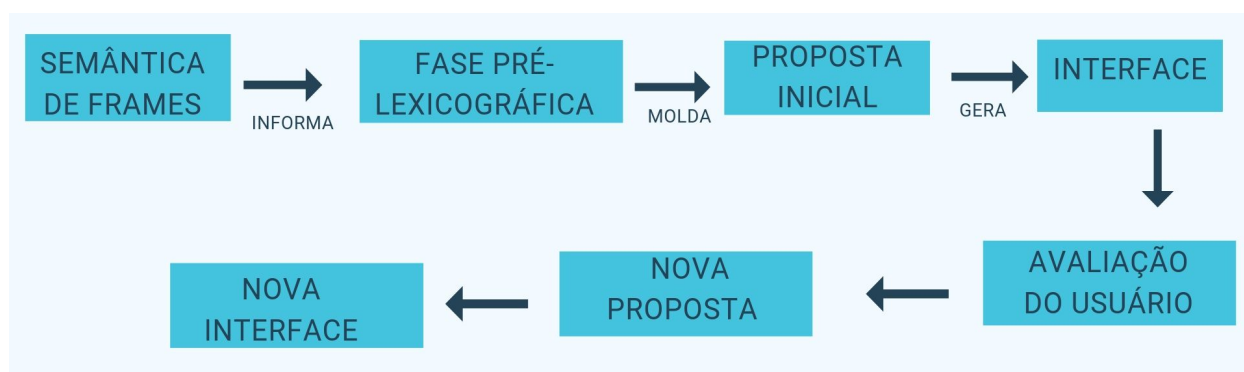 SEMÂNTICA
DE FRAMES
INFORMA
FASE PRÉ-
LEXICOGRÁFICA
MOLDA
PROPOSTA
INICIAL
GERA
INTERFACE
AVALIAÇÃO
DO USUÁRIO
NOVA
PROPOSTA
NOVA
INTERFACE